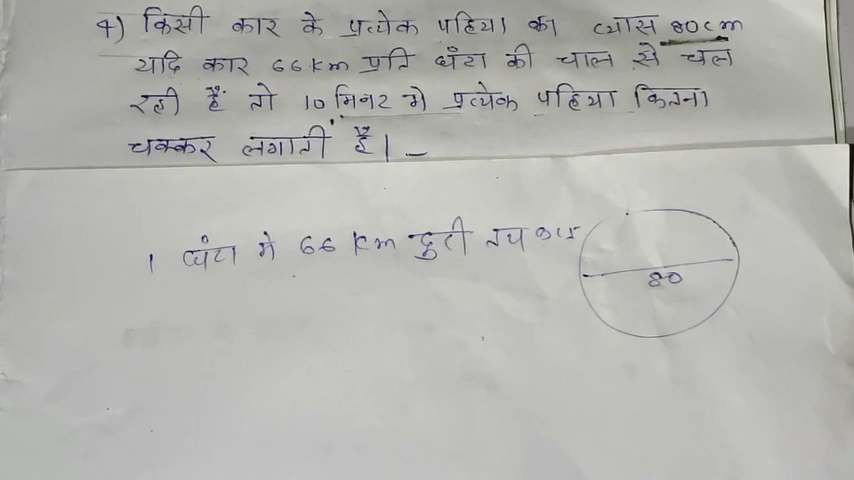 4) किसी कार के प्रत्येक पहिया का व्यास 80cm
यदि कार 66km प्रति घंटा की चाल से चल
रही हैं तो 10 मिनट मे प्रत्येक पहिया कितना
चक्कर लगाती हैं।
1 घंटा मे 66 km दुरी तय
80